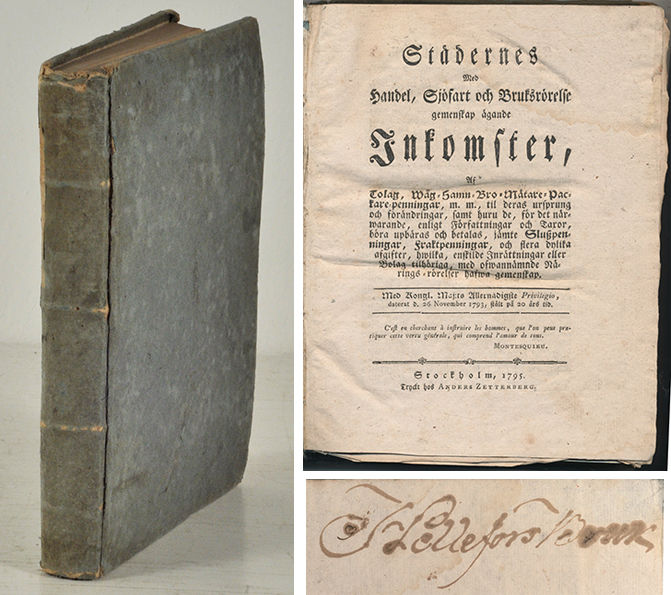 Städernes
Med
Handel, Sjöfart och Bruksrörelse
gemenskap ägande
Inkomster,
Af
Tolag, Wåg-Hamn-Bro-Mätare-Pac-
kare-penningar, m. m., til deras ursprung
och förändringar, samt huru de, för det när-
warande, enligt Författningar och Taxor,
böra upbäras och betalas, jämte Slußpen-
ningar, Fraktpenningar, och flera dylika
afgifter, hwilka, enskilde Inrättningar eller
Bolag tilhöriga, med ofwannämnde Nä-
rings-rörelser hafwa gemenskap.
Med Kongl. Maj:ts Allernådigste Privilegio,
dateradt d. 26 November 1793, stält på 20 års tid.
C'est en cherchant à instruire les hommes, que l'on peut pra-
tiquer cette vertu générale, qui comprend l'amour de tous.
MONTESQUIEU.
Stockholm, 1795.
Tryckt hos ANDERS ZETTERBERG.
Hellefors Bruk